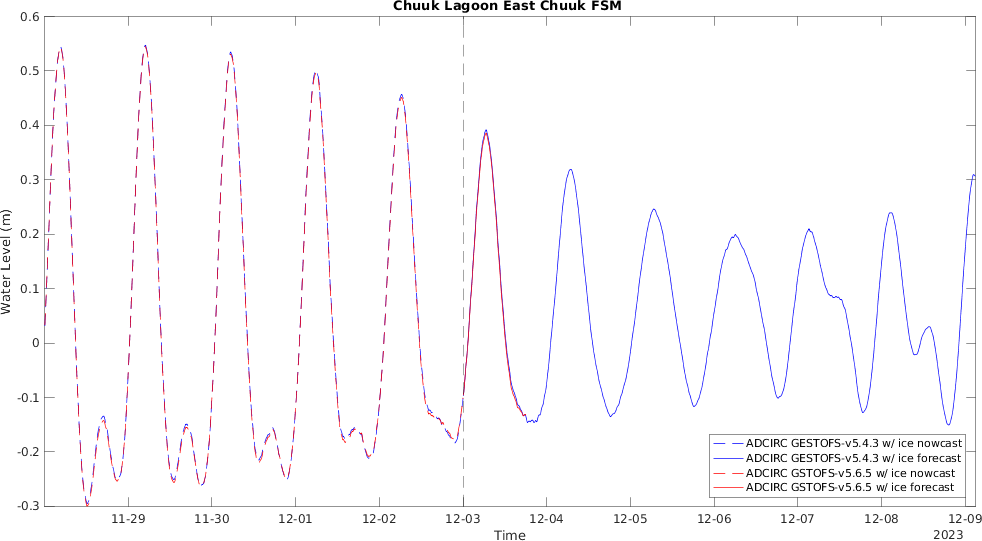 Chuuk Lagoon East Chuuk FSM
0.6
0.5
0.4
0.3
0.2
0.1
0
-0.1
-0.2
-0.3
Water Level (m)
11-29 11-30 12-01 12-02 12-03 12-04 12-05 12-06 12-07 12-08 12-09
Time
2023
ADCIRC GESTOFS-v5.4.3 w/ ice nowcast
ADCIRC GESTOFS-v5.4.3 w/ ice forecast
ADCIRC GSTOFS-v5.6.5 w/ ice nowcast
ADCIRC GSTOFS-v5.6.5 w/ ice forecast